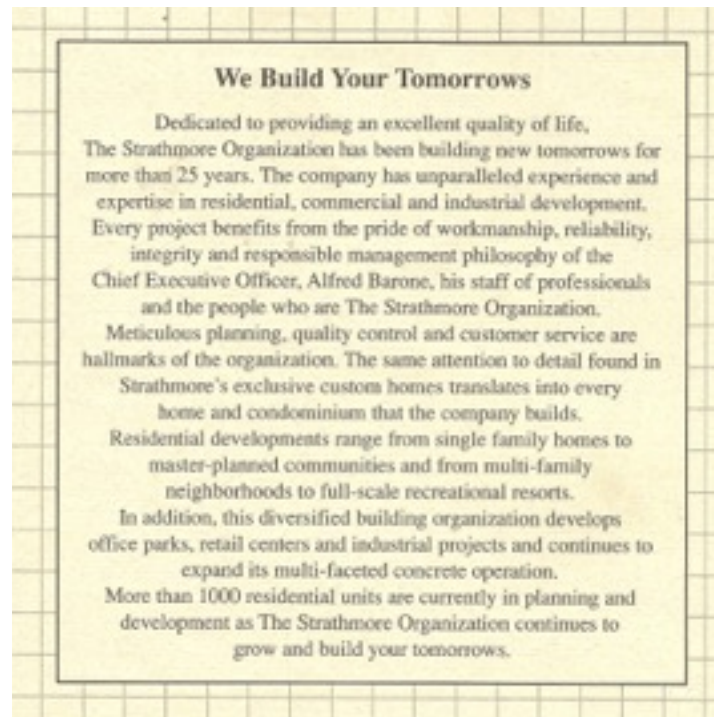 We Build Your Tomorrows
Dedicated to providing an excellent quality of life,
The Strathmore Organization has been building new tomorrows for
more than 25 years. The company has unparalleled experience and
expertise in residential, commercial and industrial development.
Every project benefits from the pride of workmanship, reliability,
integrity and responsible management philosophy of the
Chief Executive Officer, Alfred Barone, his staff of professionals
and the people who are The Strathmore Organization.
Meticulous planning, quality control and customer service are
hallmarks of the organization. The same attention to detail found in
Strathmore's exclusive custom homes translates into every
home and condominium that the company builds.
Residential developments range from single family homes to
master-planned communities and from multi-family
neighborhoods to full-scale recreational resorts.
In addition, this diversified building organization develops
office parks, retail centers and industrial projects and continues to
expand its multi-faceted concrete operation.
More than 1000 residential units are currently in planning and
development as The Strathmore Organization continues to
grow and build your tomorrows.